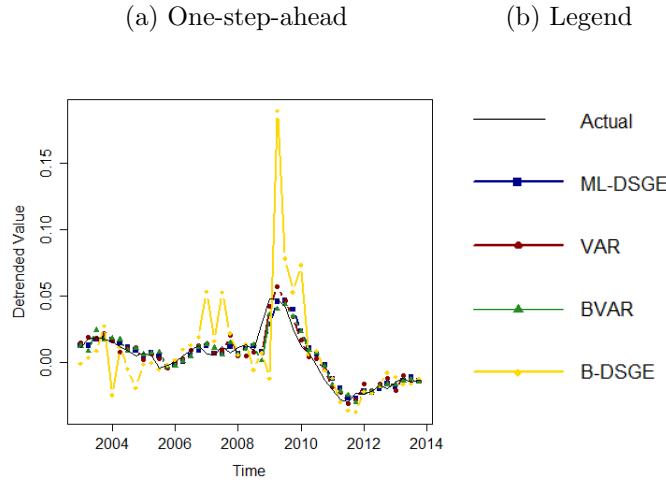 (a) One-step-ahead
(b) Legend
Detrended Value
0.15
0.10
0.05
0.00
2004 2006 2008 2010 2012 2014
Time
Actual
ML-DSGE
VAR
BVAR
B-DSGE